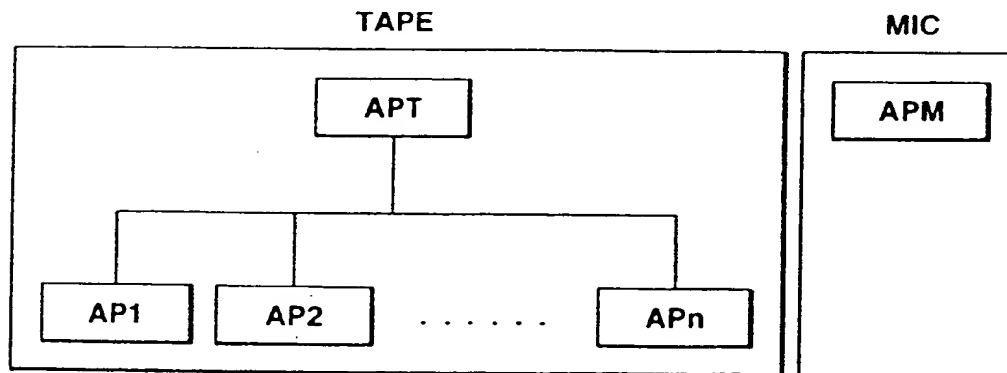 TAPE MIC
APT APM
AP1 AP2 . . . . . . APn